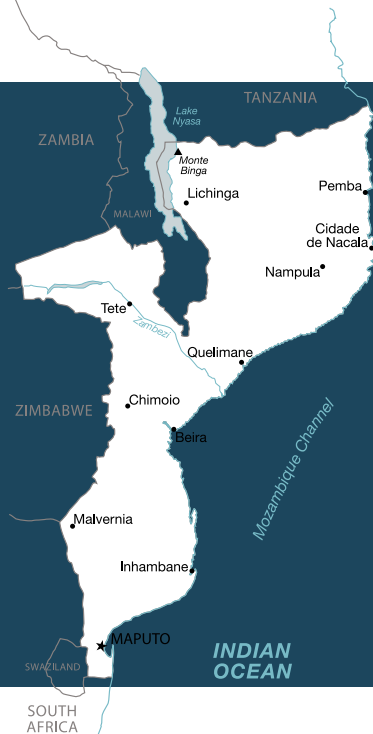 TANZANIA
Lake
Nyasa
ZAMBIA
Monte
Binga
Lichinga
Pemba
MALAWI
Cidade
de Nacala
Nampula
Tete
Zambezi
Quelimane
Chimoio
ZIMBABWE
Beira
Mozambique Channel
Malvernia
Inhambane
MAPUTO
INDIAN
OCEAN
SWAZILAND
SOUTH
AFRICA